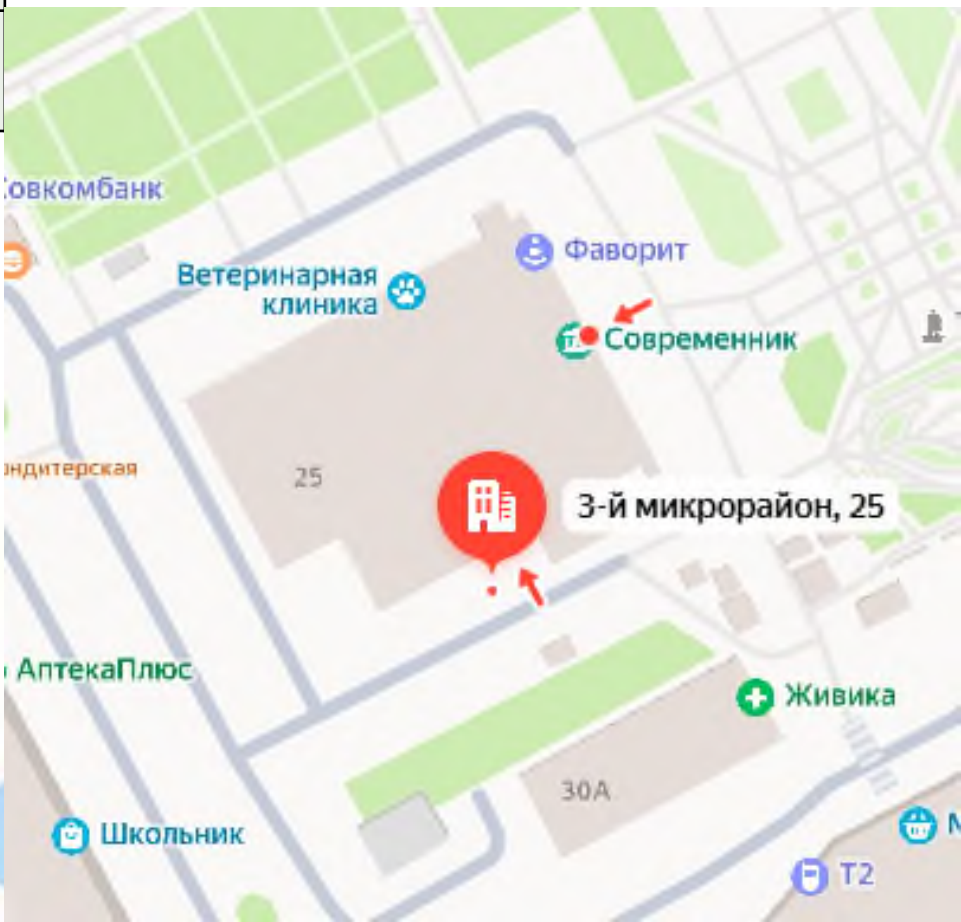 овкомбанк
Фаворит
Ветеринарная
клиника
Современник
ндитерская
25
3-й микрорайон, 25
АптекаПлюс
Живика
30А
Школьник
Т2